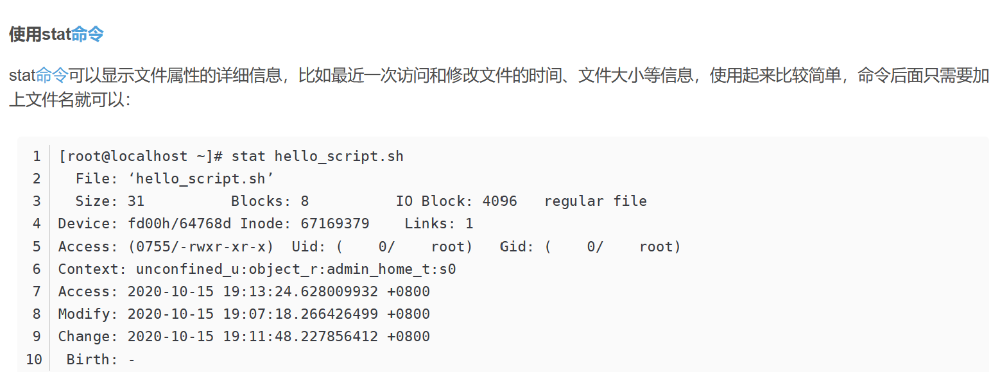 使用stat命令
stat命令可以显示文件属性的详细信息，比如最近一次访问和修改文件的时间、文件大小等信息，使用起来比较简单，命令后面只需要加
上文件名就可以：
1 [root@localhost ~]# stat hello_script.sh
2   File: ‘hello_script.sh’
3   Size: 31          Blocks: 8          IO Block: 4096   regular file
4 Device: fd00h/64768d Inode: 67169379    Links: 1
5 Access: (0755/-rwxr-xr-x)  Uid: (    0/    root)   Gid: (    0/    root)
6 Context: unconfined_u:object_r:admin_home_t:s0
7 Access: 2020-10-15 19:13:24.628009932 +0800
8 Modify: 2020-10-15 19:07:18.266426499 +0800
9 Change: 2020-10-15 19:11:48.227856412 +0800
10  Birth: -